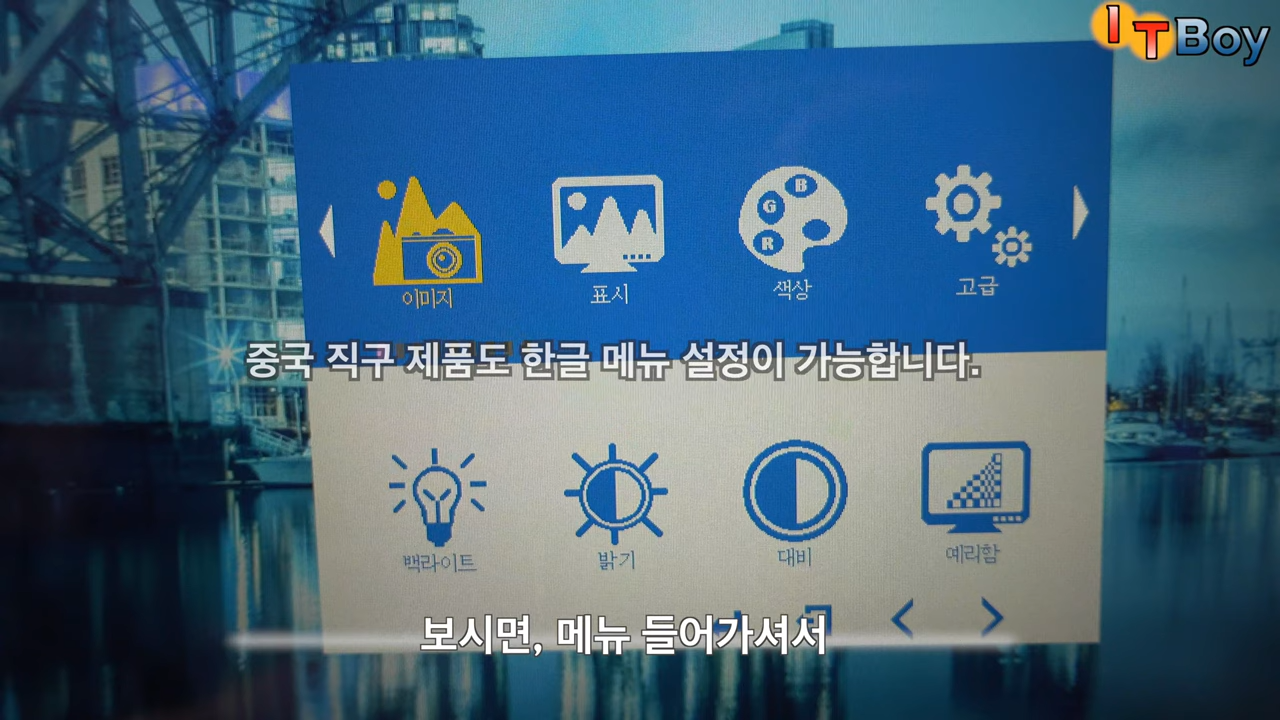 ITBoy
B
G
R
이미지 표시 색상 고급
중국 직구 제품도 한글 메뉴 설정이 가능합니다.
백라이트 밝기 대비 예리함
보시면, 메뉴 들어가셔서